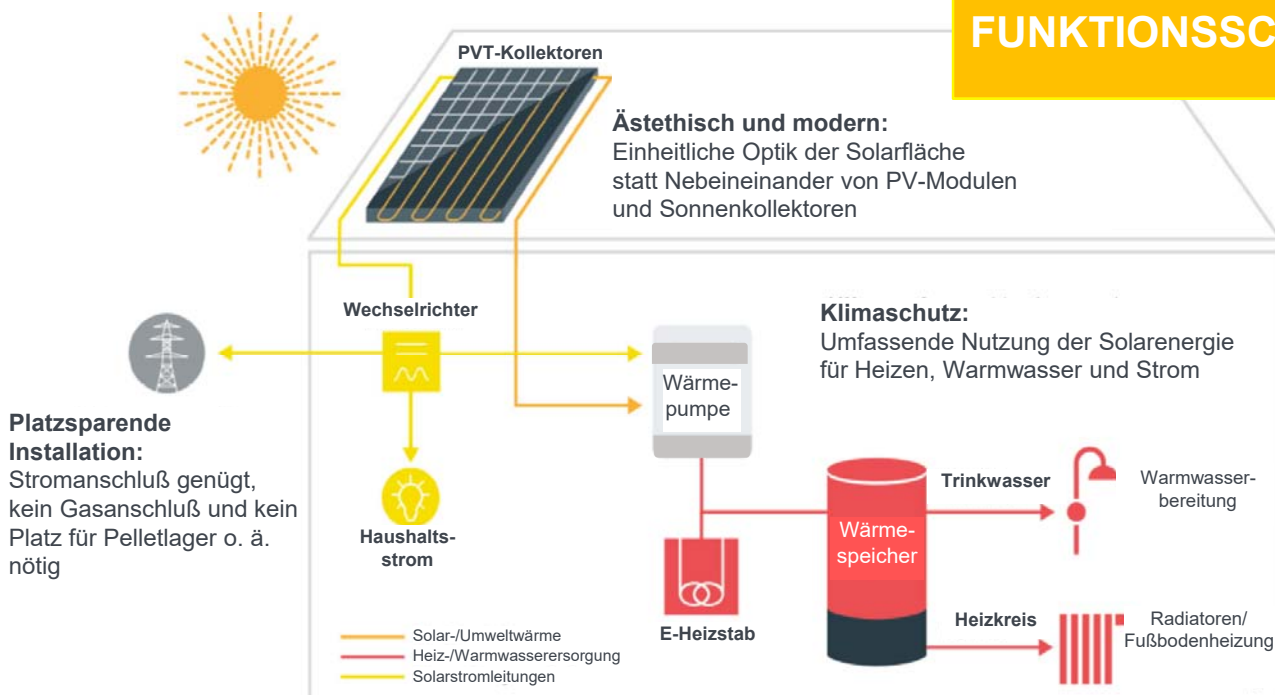 FUNKTIONSSC
PVT-Kollektoren
Ästethisch und modern:
Einheitliche Optik der Solarfläche
statt Nebeineinander von PV-Modulen
und Sonnenkollektoren
Wechselrichter
Klimaschutz:
Umfassende Nutzung der Solarenergie
für Heizen, Warmwasser und Strom
Wärme-
pumpe
Platzsparende
Installation:
Stromanschluß genügt,
kein Gasanschluß und kein
Platz für Pelletlager o. ä.
nötig
Haushalts-
strom
Trinkwasser
Warmwasser-
bereitung
Wärme-
speicher
E-Heizstab
Heizkreis
Radiatoren/
Fußbodenheizung
Solar-/Umweltwärme
Heiz-/Warmwasserersorgung
Solarstromleitungen